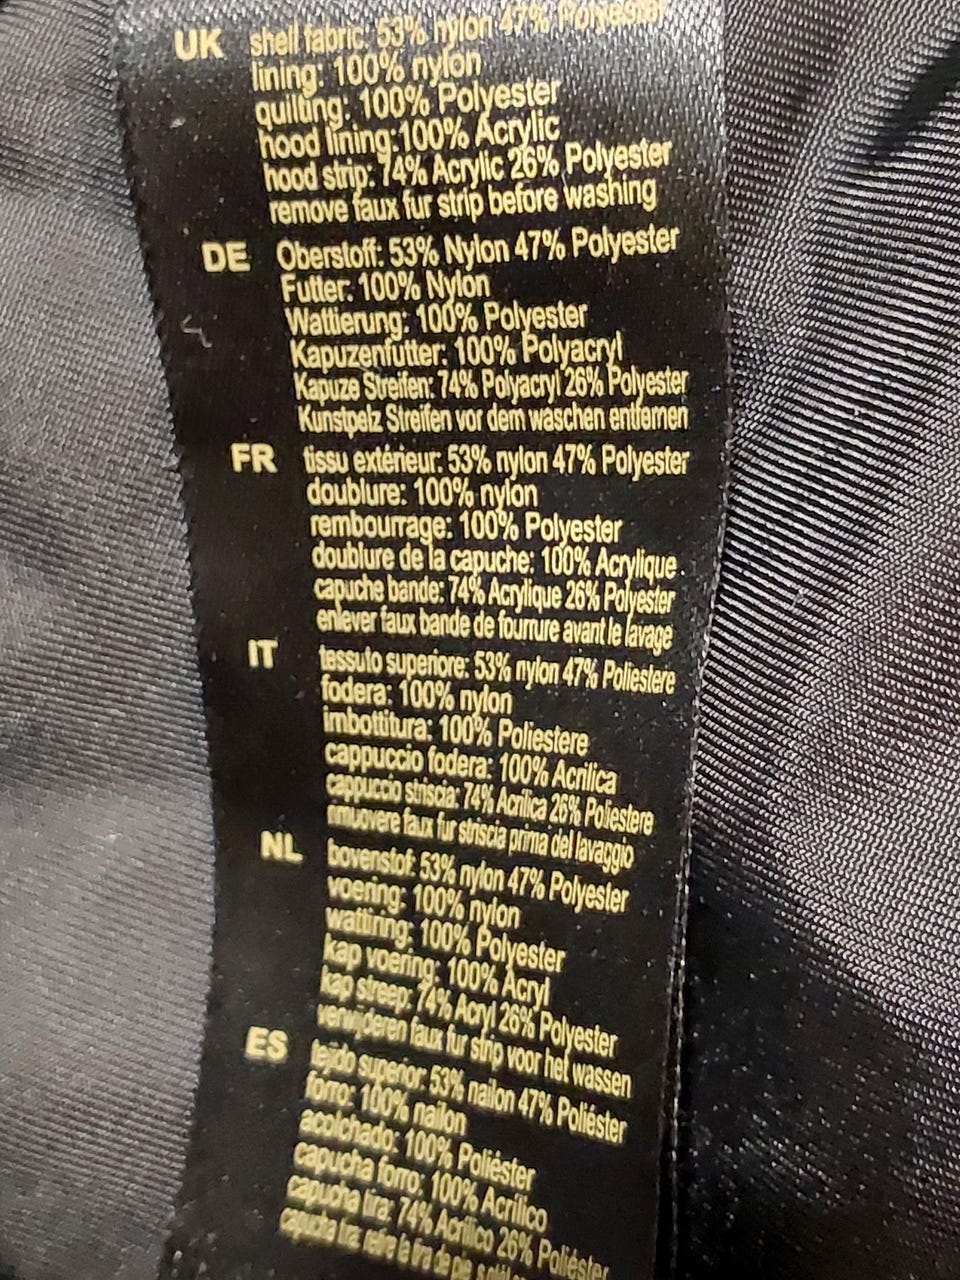 UK shell fabric: 53% nylon 47% Polyester
lining: 100% nylon
quilting: 100% Polyester
hood lining:100% Acrylic
hood strip: 74% Acrylic 26% Polyester
remove faux fur strip before washing
DE Oberstoff: 53% Nylon 47% Polyester
Futter: 100% Nylon
Wattierung: 100% Polyester
Kapuzenfutter: 100% Polyacryl
Kapuze Streifen: 74% Polyacryl 26% Polyester
Kunstpelz Streifen vor dem waschen entfernen
FR tissu extérieur: 53% nylon 47% Polyester
doublure: 100% nylon
rembourrage: 100% Polyester
doublure de la capuche: 100% Acrylique
capuche bande: 74% Acrylique 26% Polyester
enlever faux bande de fourrure avant le lavage
IT tessuto superiore: 53% nylon 47% Poliestere
fodera: 100% nylon
imbottitura: 100% Poliestere
cappuccio fodera: 100% Acrilica
cappuccio striscia: 74% Acrilica 26% Poliestere
rimuovere faux fur striscia prima del lavaggio
NL bovenstof: 53% nylon 47% Polyester
voering: 100% nylon
wattiring: 100% Polyester
kap voering: 100% Acryl
kap streep: 74% Acryl 26% Polyester
verwijderen faux fur strip voor het wassen
ES tejido superior: 53% nailon 47% Poliéster
forro: 100% nailon
acolchado: 100% Poliéster
capucha forro: 100% Acrílico
capucha tira: 74% Acrílico 26% Poliéster
capucha tira: retire la tira de pie